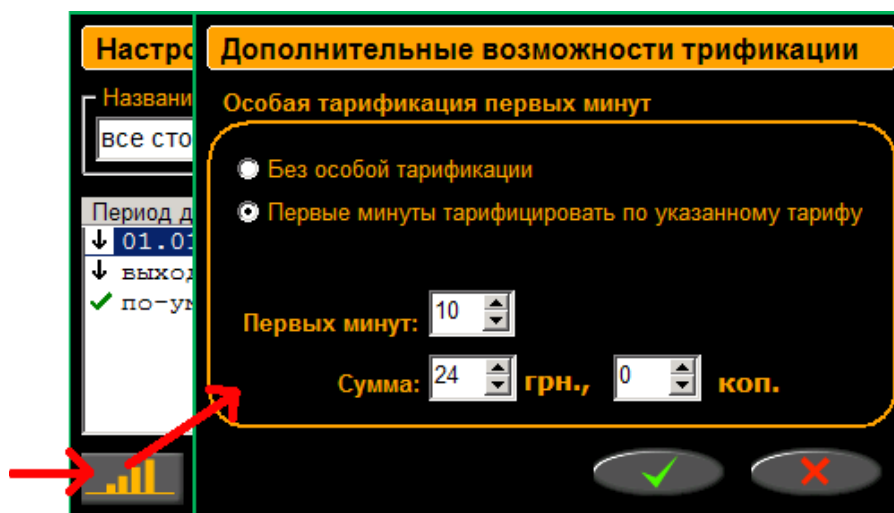 Настро
Дополнительные возможности трификации
Названи
все сто
Особая тарификация первых минут
Без особой тарификации
Первые минуты тарифицировать по указанному тарифу
Период д
01.01
выход
по-ум
Первых минут: 10
Сумма: 24 грн., 0 коп.